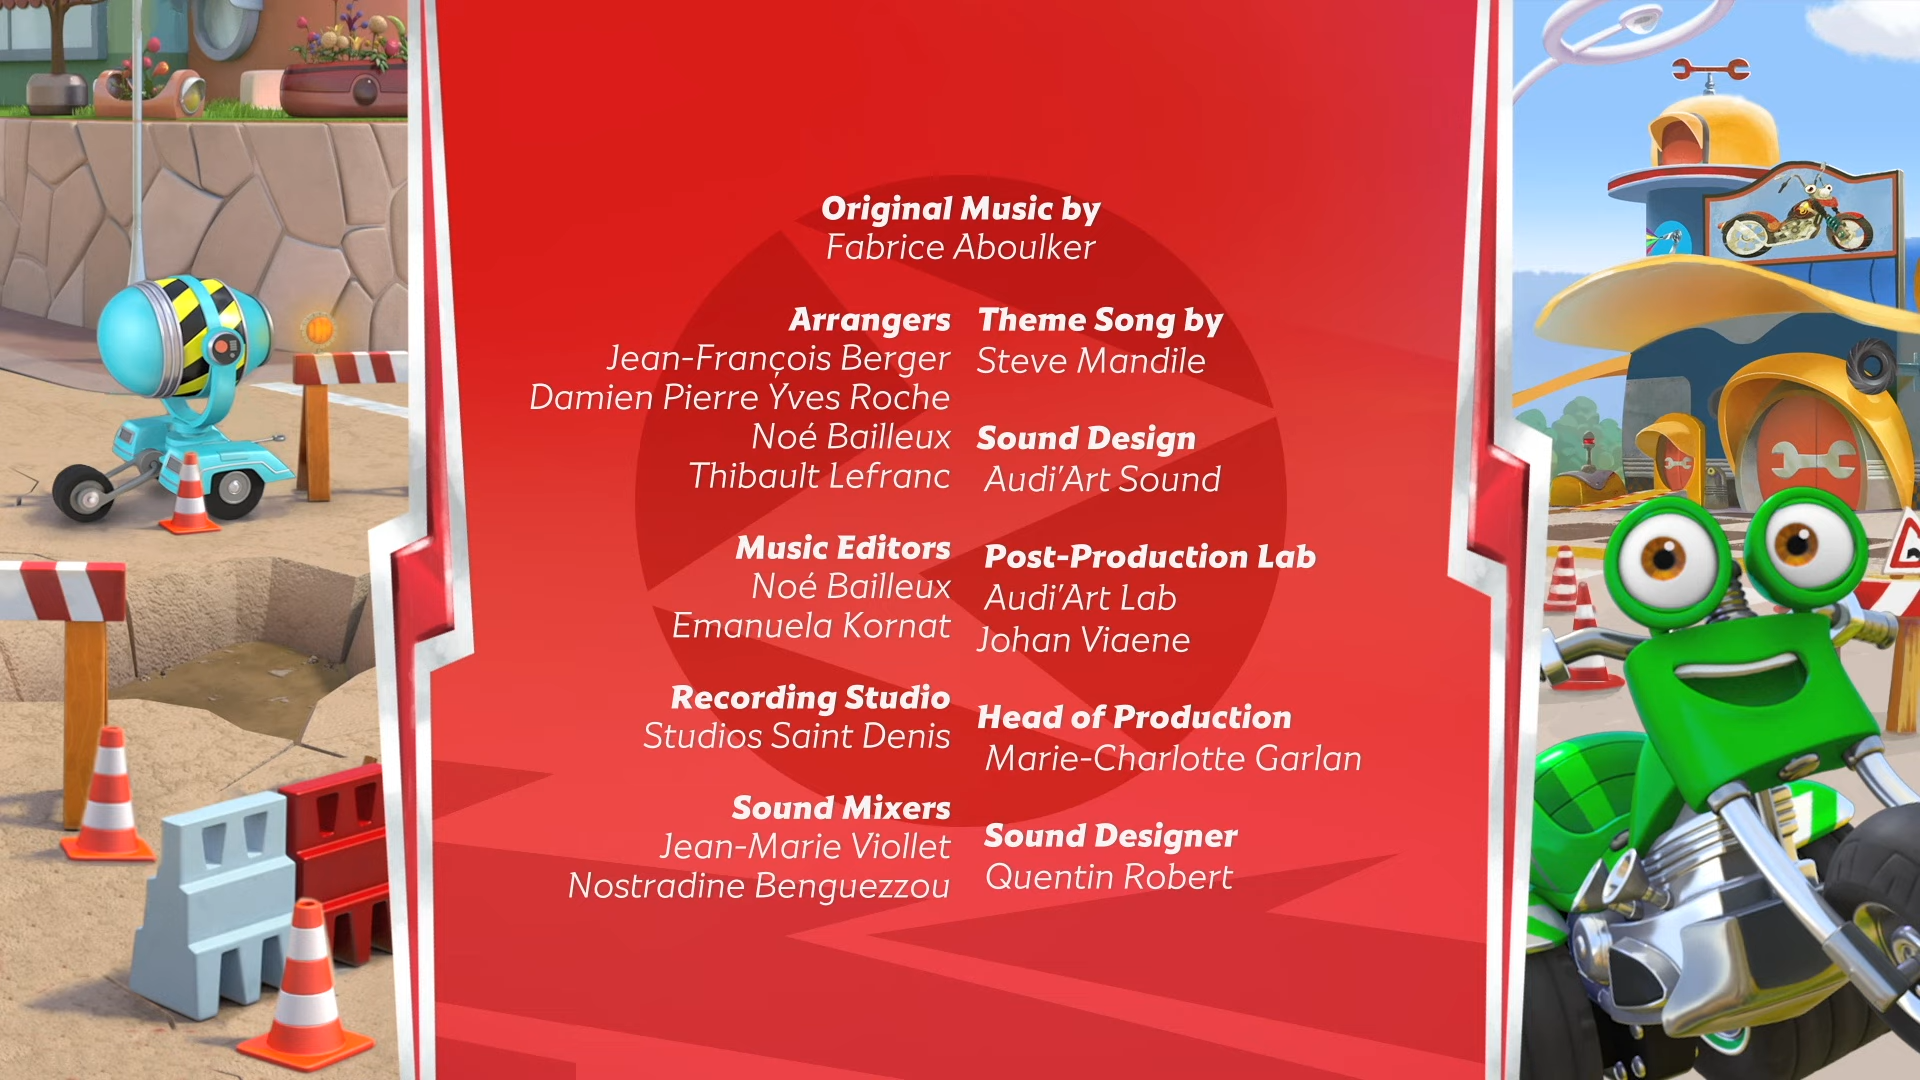 Original Music by
Fabrice Aboulker
Arrangers
Jean-François Berger
Damien Pierre Yves Roche
Noé Bailleux
Thibault Lefranc
Music Editors
Noé Bailleux
Emanuela Kornat
Recording Studio
Studios Saint Denis
Sound Mixers
Jean-Marie Viollet
Nostradine Benguezzou
Theme Song by
Steve Mandile
Sound Design
Audi'Art Sound
Post-Production Lab
Audi'Art Lab
Johan Viaene
Head of Production
Marie-Charlotte Garlan
Sound Designer
Quentin Robert